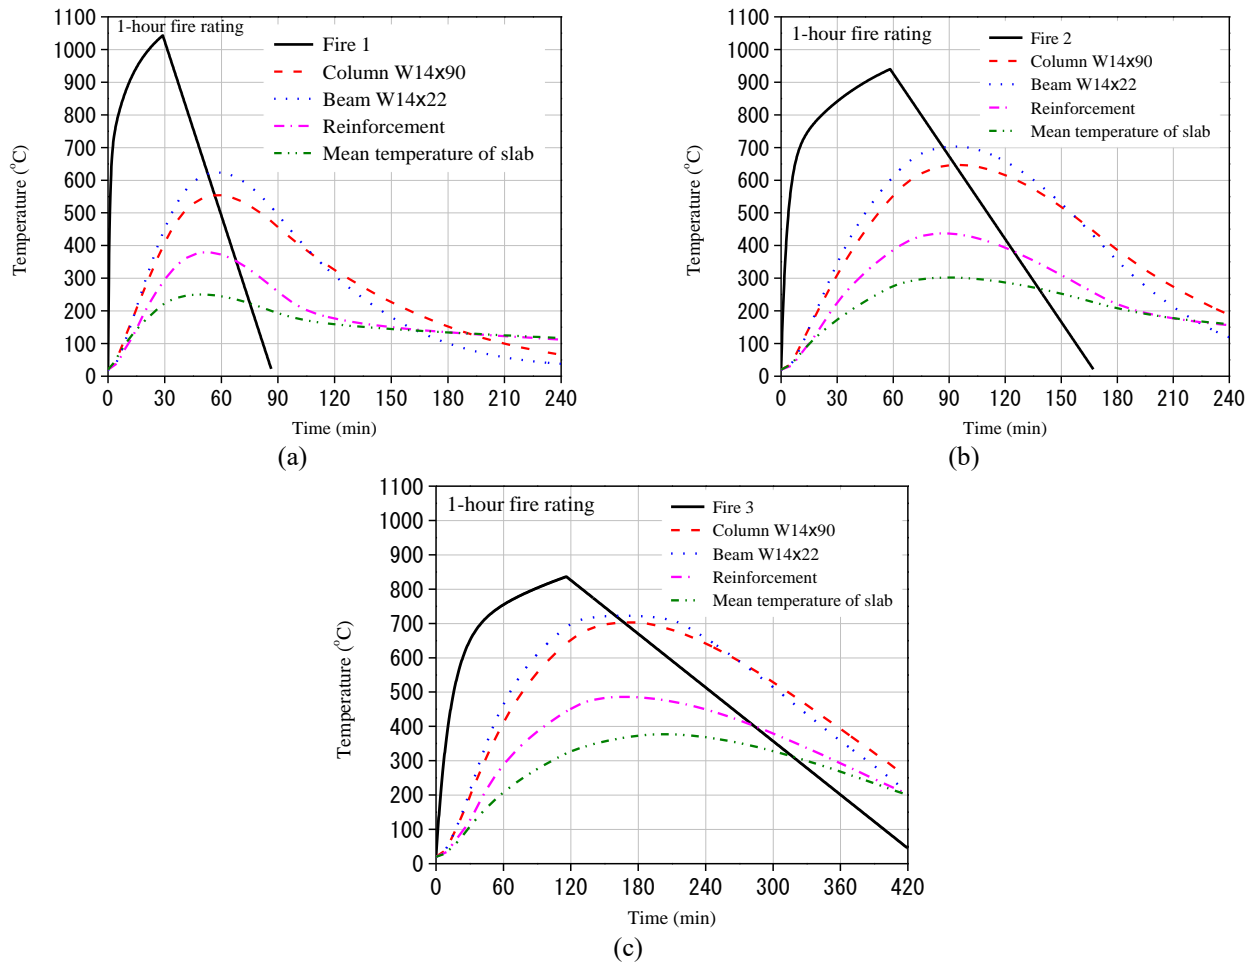 1-hour fire rating
Fire 1
Column W14x90
Beam W14x22
Reinforcement
Mean temperature of slab
Temperature (°C)
1100
1000
900
800
700
600
500
400
300
200
100
0
0 30 60 90 120 150 180 210 240
Time (min)
(a)
1-hour fire rating
Fire 2
Column W14x90
Beam W14x22
Reinforcement
Mean temperature of slab
Temperature (°C)
1100
1000
900
800
700
600
500
400
300
200
100
0
0 30 60 90 120 150 180 210 240
Time (min)
(b)
1-hour fire rating
Fire 3
Column W14x90
Beam W14x22
Reinforcement
Mean temperature of slab
Temperature (°C)
1100
1000
900
800
700
600
500
400
300
200
100
0
0 60 120 180 240 300 360 420
Time (min)
(c)